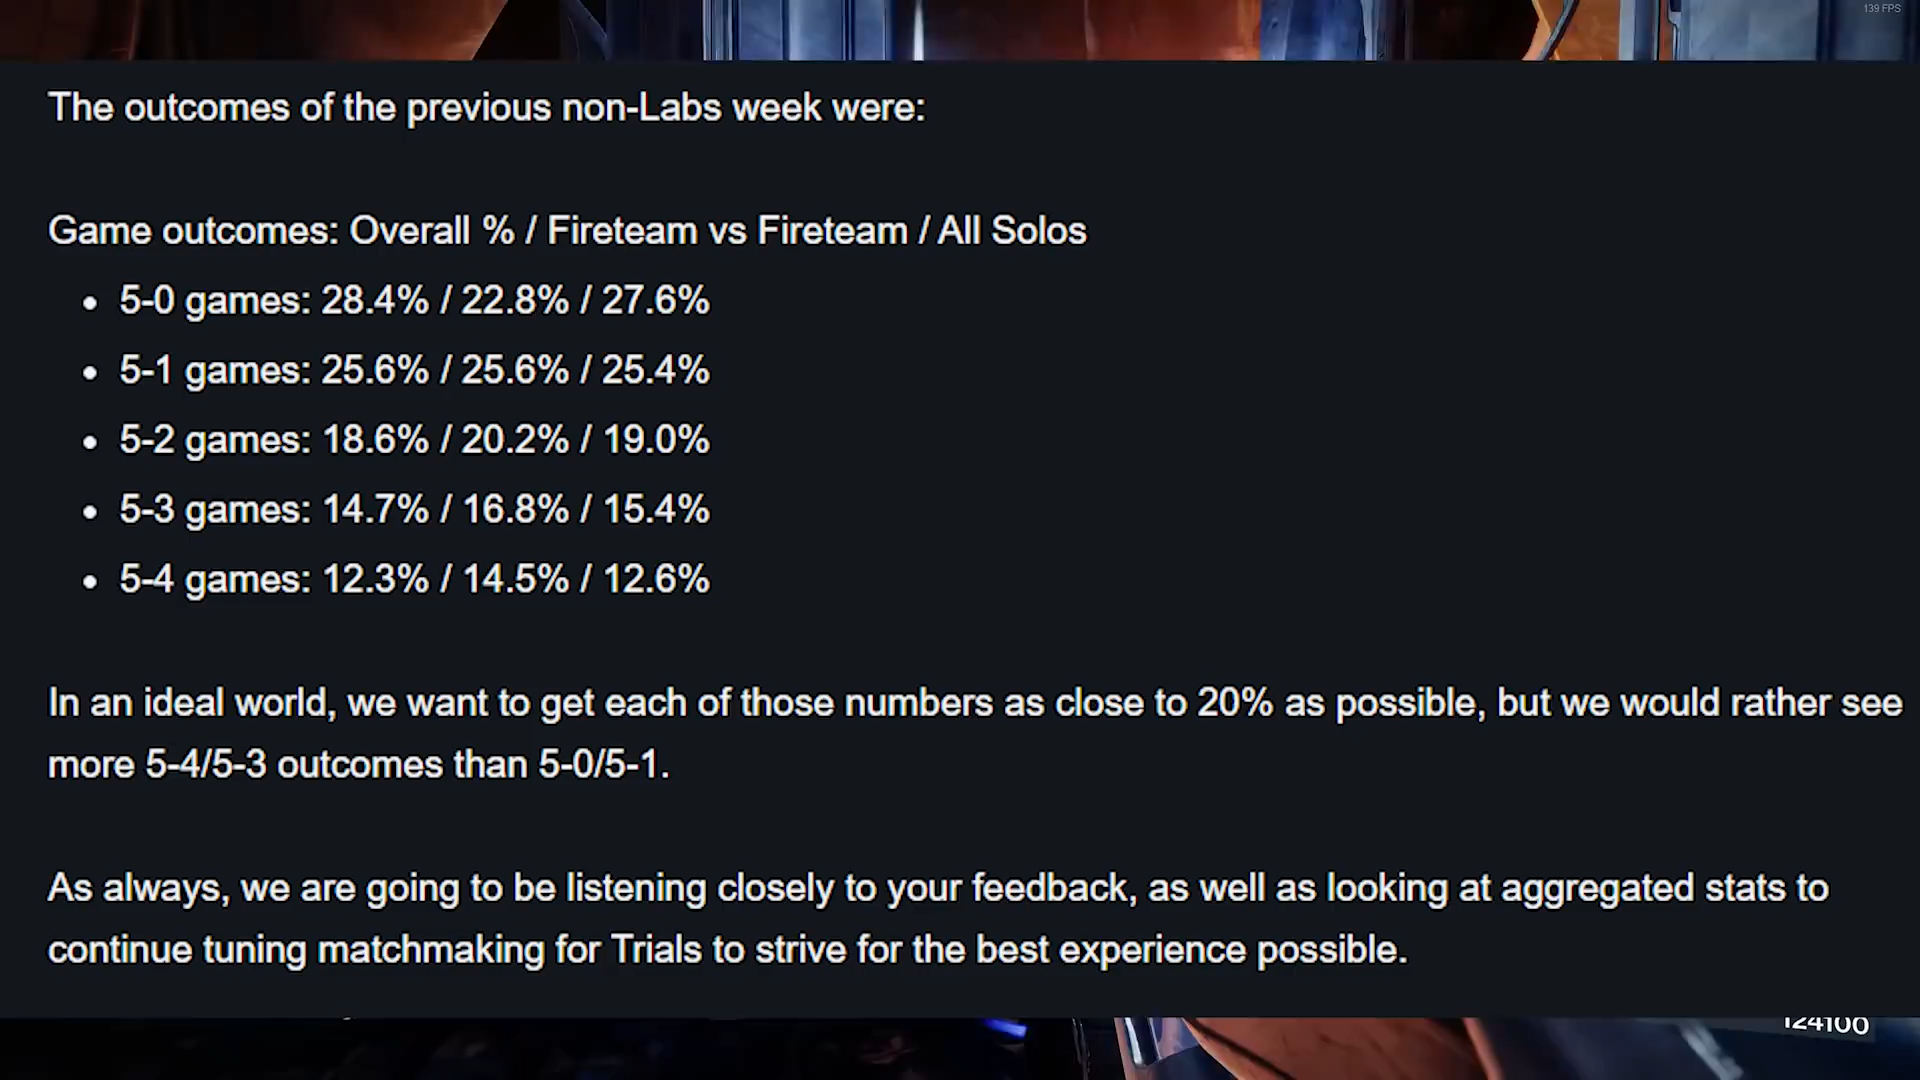 139 FPS
The outcomes of the previous non-Labs week were:
Game outcomes: Overall % / Fireteam vs Fireteam / All Solos
• 5-0 games: 28.4% / 22.8% / 27.6%
• 5-1 games: 25.6% / 25.6% / 25.4%
• 5-2 games: 18.6% / 20.2% / 19.0%
• 5-3 games: 14.7% / 16.8% / 15.4%
• 5-4 games: 12.3% / 14.5% / 12.6%
In an ideal world, we want to get each of those numbers as close to 20% as possible, but we would rather see
more 5-4/5-3 outcomes than 5-0/5-1.
As always, we are going to be listening closely to your feedback, as well as looking at aggregated stats to
continue tuning matchmaking for Trials to strive for the best experience possible.
124100